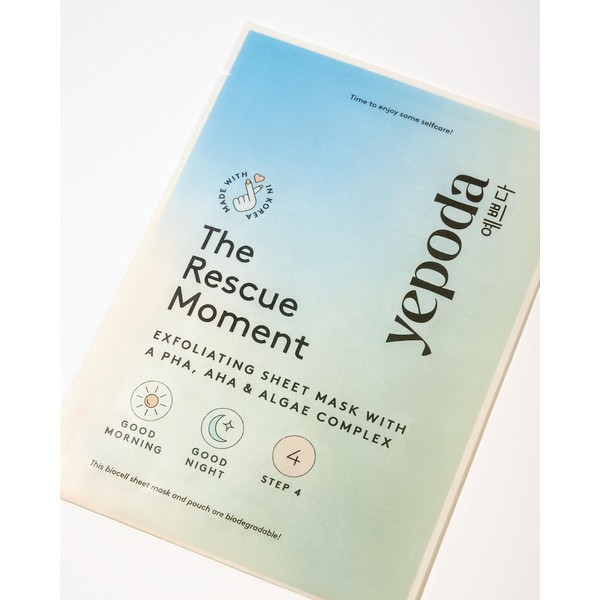 Time to enjoy some selfcare!
yepoda
예쁘다
MADE WITH IN KOREA
The
Rescue
Moment
EXFOLIATING SHEET MASK WITH
A PHA, AHA & ALGAE COMPLEX
GOOD
MORNING
GOOD
NIGHT
4
STEP 4
This biocell sheet mask and pouch are biodegradable!